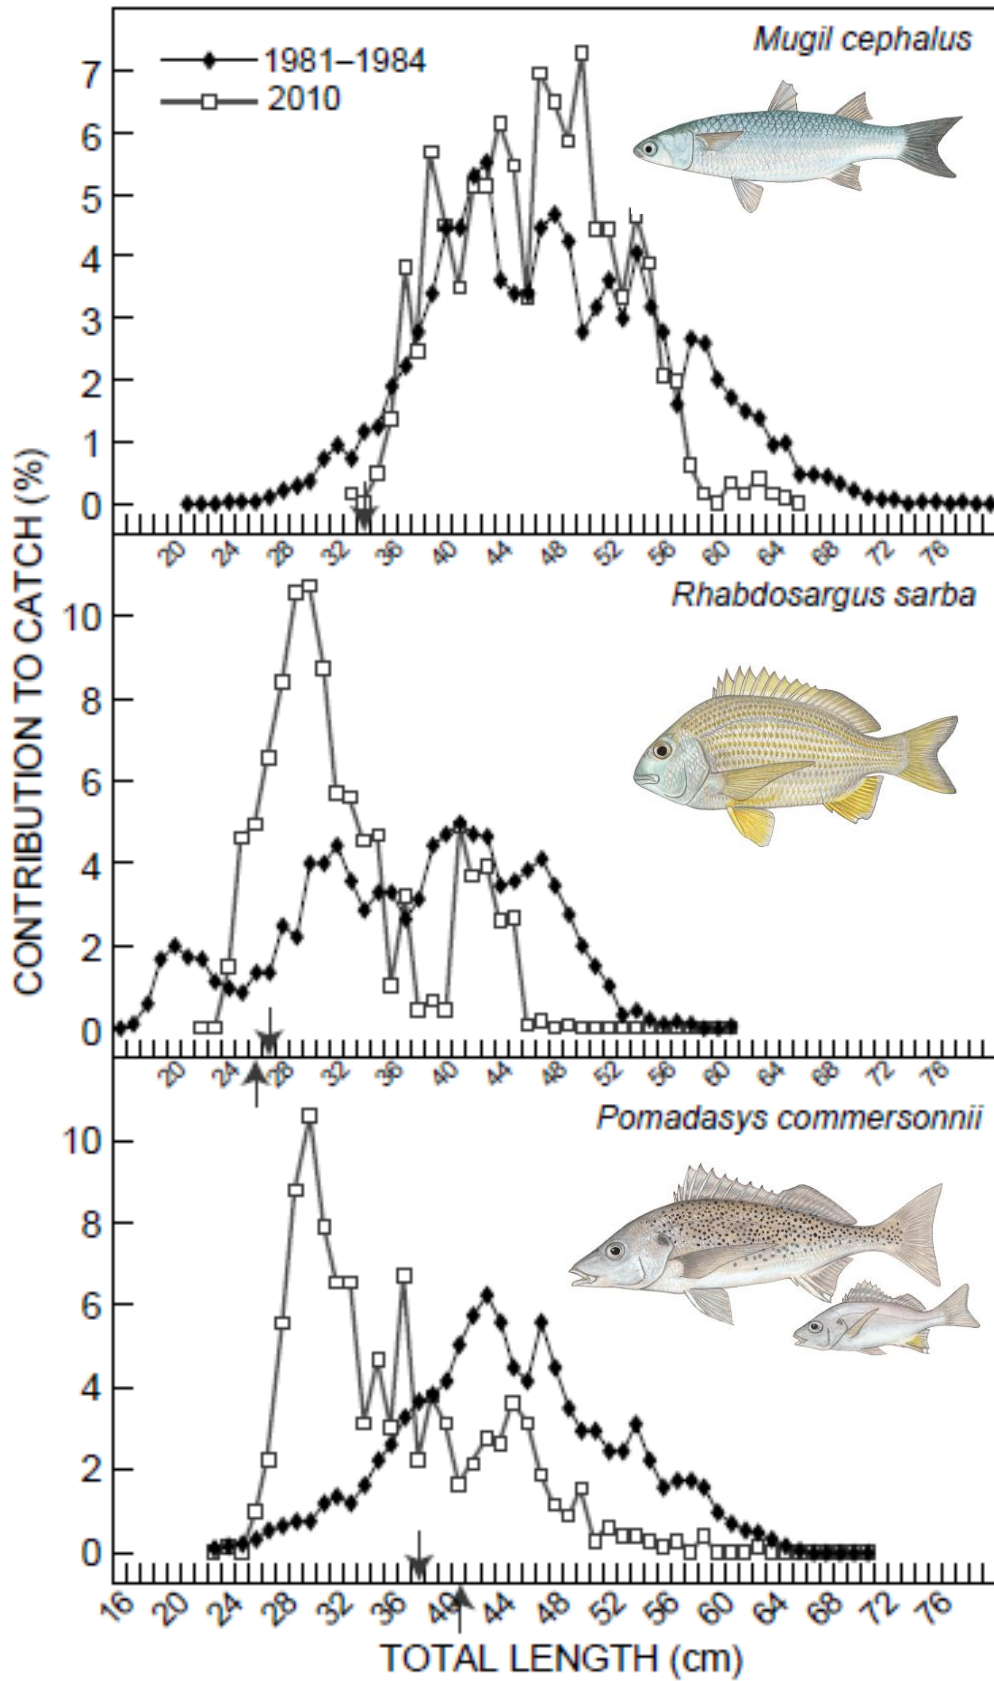 Mugil cephalus
1981–1984
2010
7
6
5
4
3
2
1
0
20 24 28 32 36 40 44 48 52 56 60 64 68 72 76
Rhabdosargus sarba
10
8
6
4
2
0
20 24 28 32 36 40 44 48 52 56 60 64 68 72 76
Pomadasys commersonnii
10
8
6
4
2
0
16 20 24 28 32 36 40 44 48 52 56 60 64 68 72 76
TOTAL LENGTH (cm)
CONTRIBUTION TO CATCH (%)